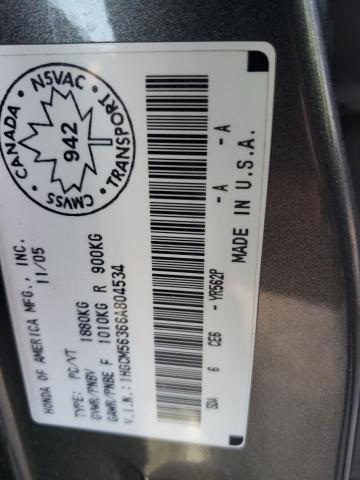 HONDA OF AMERICA MFG., INC.
11/05
TYPE: PC/VT
GVWR/PNBV 1880KG
GAWR/PNBE F 1010KG R 900KG
V.I.N.: 1HGCM56366A804534
CANADA NSVAC
942
CMVSS TRANSPORT
SDA 6 CE6 -YR562P - A - A
MADE IN U.S.A.